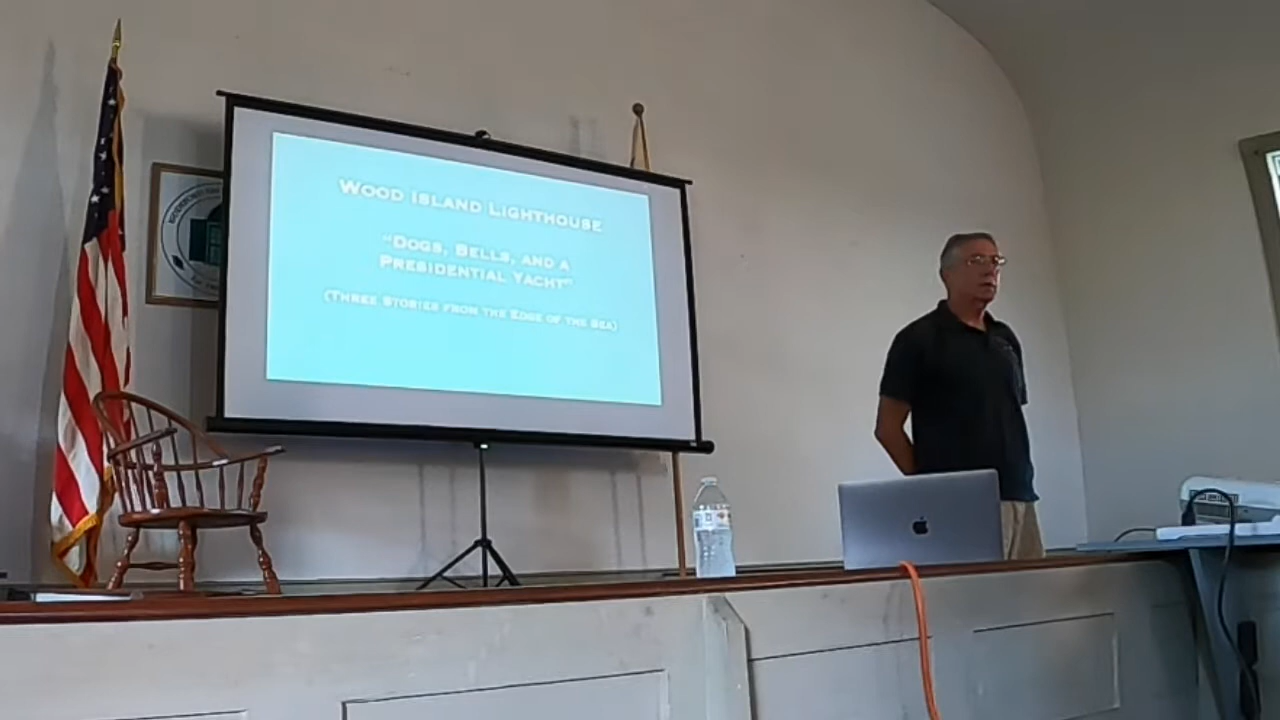 Wood Island Lighthouse
"Dogs, Bells, and a
Presidential Yacht"
(Three Stories from the Edge of the Sea)